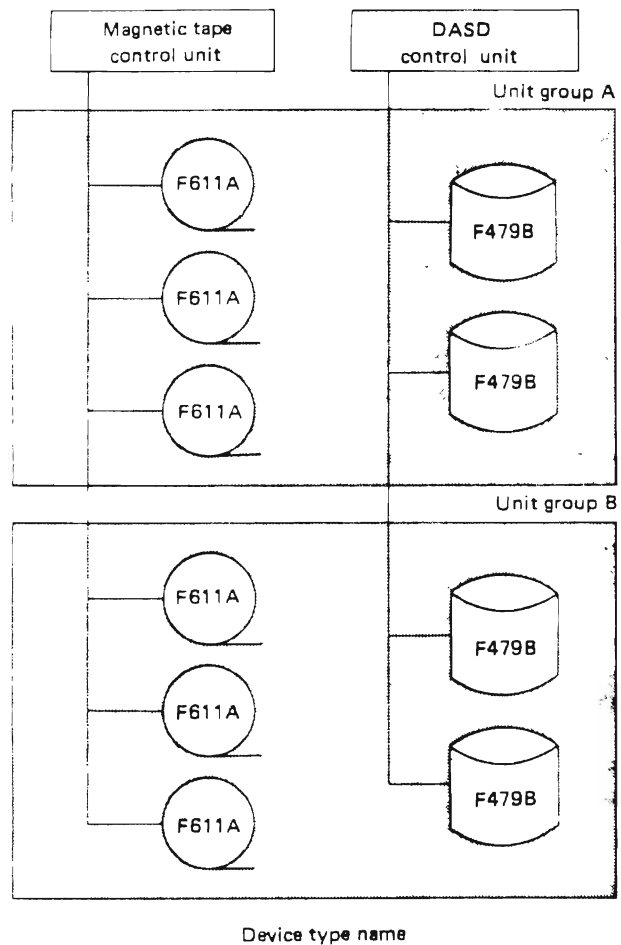 Magnetic tape
control unit
DASD
control unit
Unit group A
F611A
F611A
F611A
F479B
F479B
Unit group B
F611A
F611A
F611A
F479B
F479B
Device type name